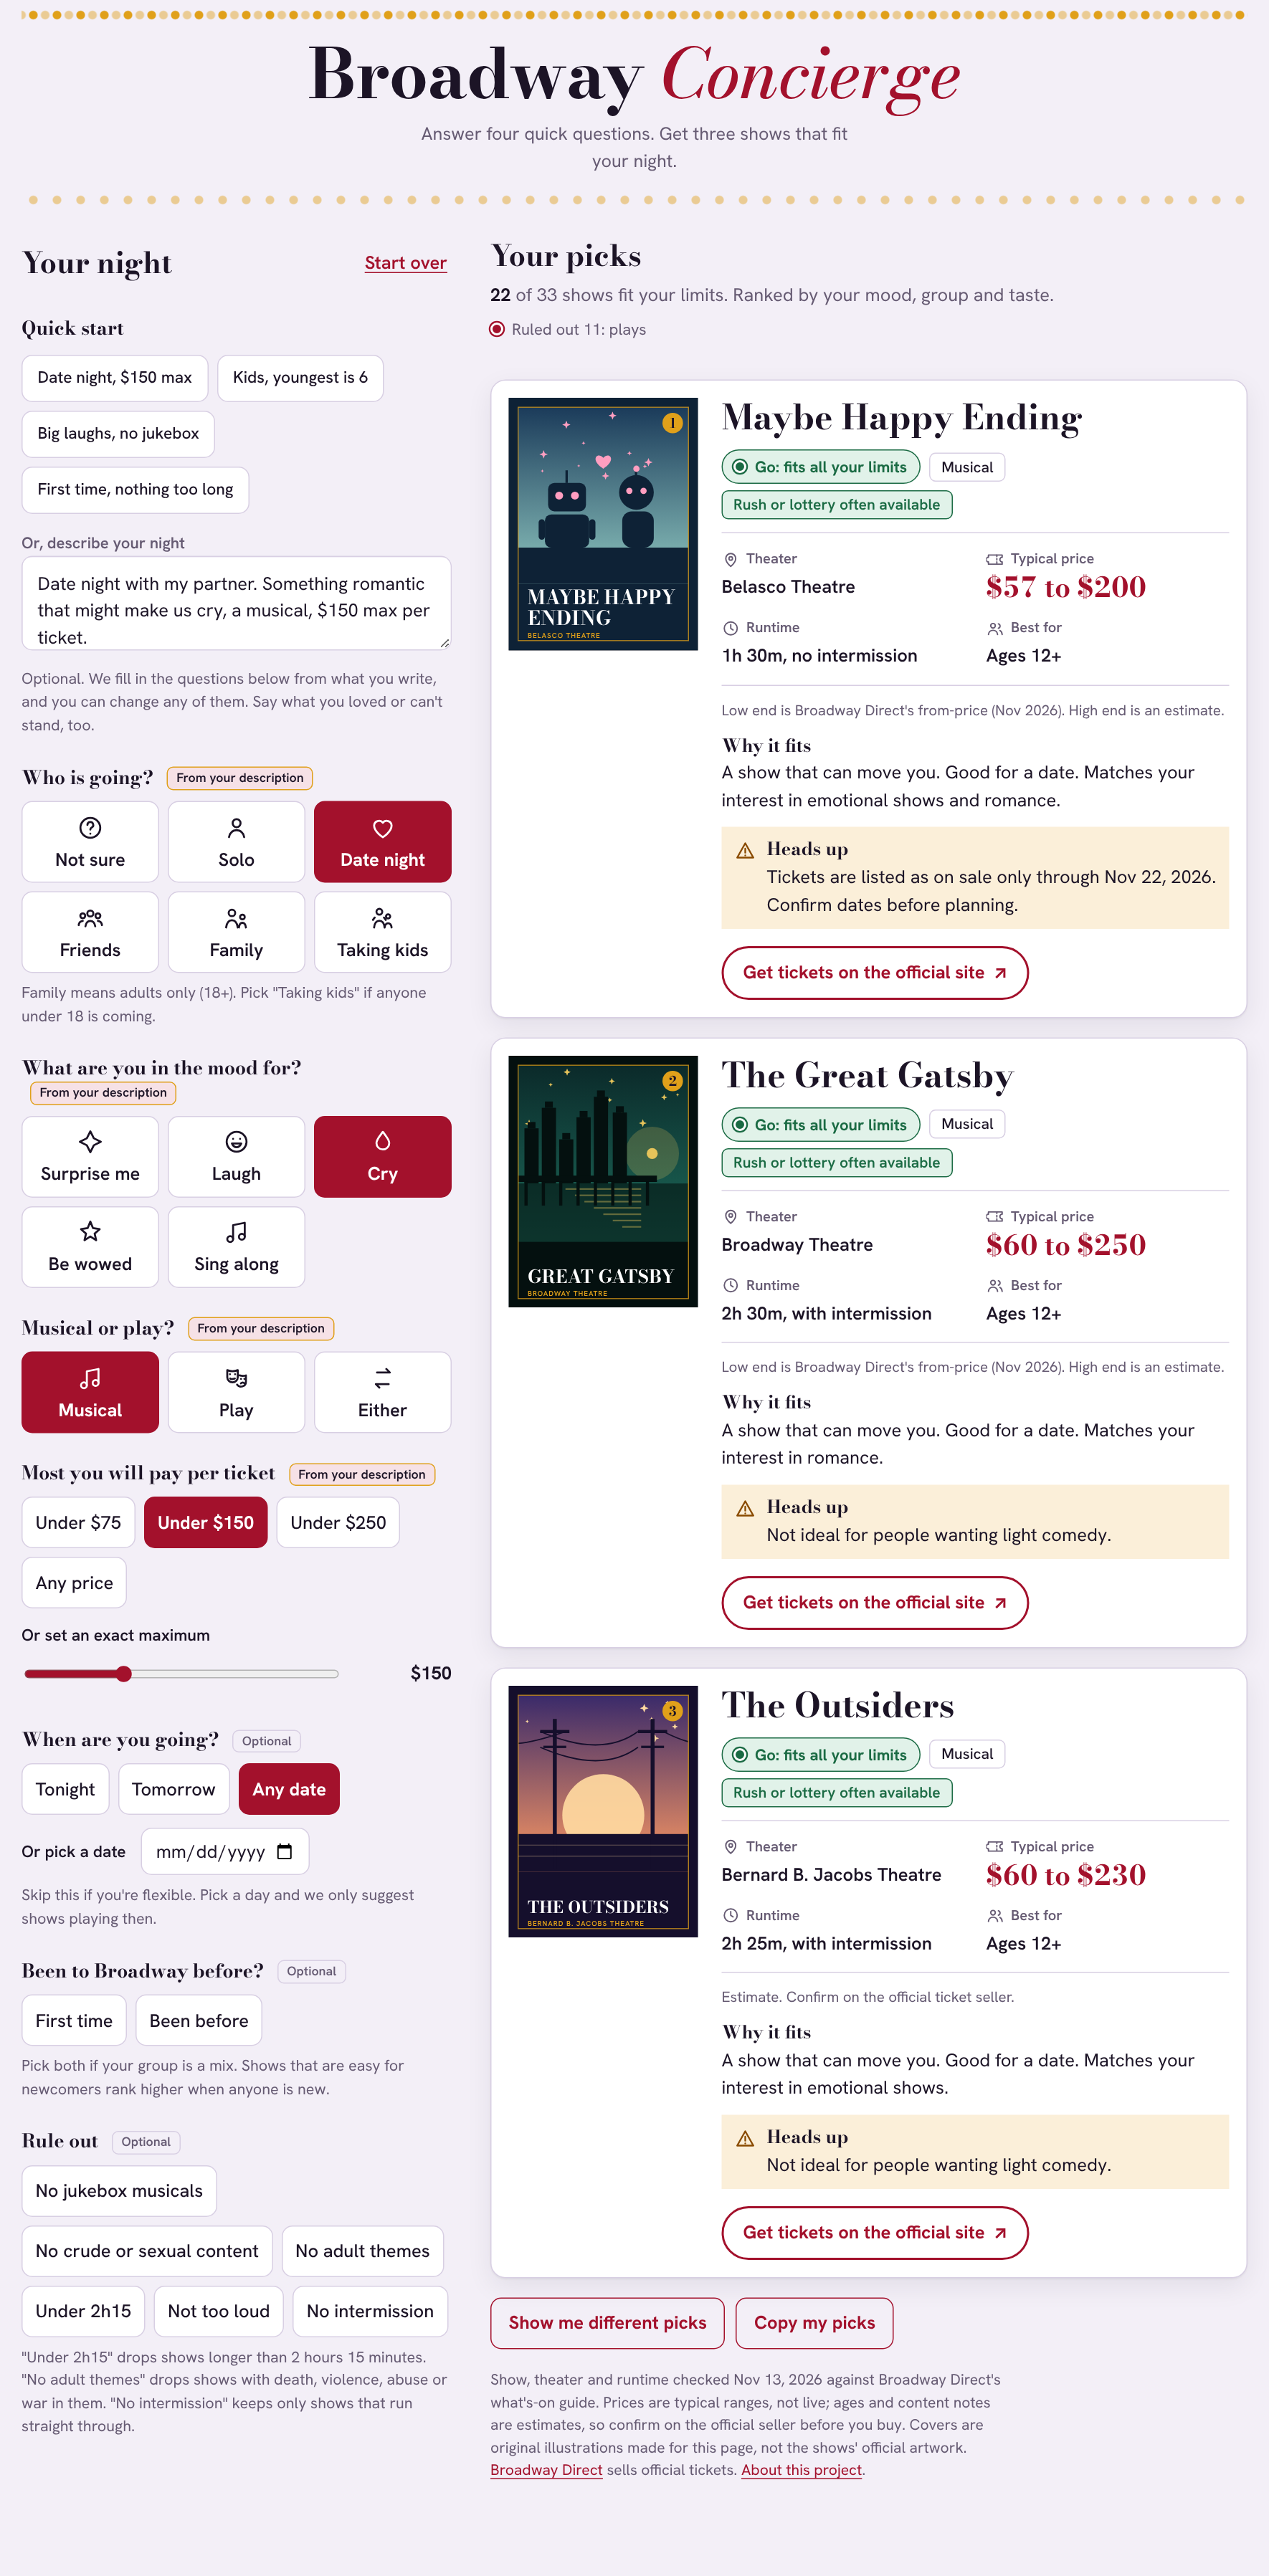 Broadway Concierge
Answer four quick questions. Get three shows that fit
your night.
Your night
Start over
Quick start
Date night, $150 max
Kids, youngest is 6
Big laughs, no jukebox
First time, nothing too long
Or, describe your night
Date night with my partner. Something romantic
that might make us cry, a musical, $150 max per
ticket.
Optional. We fill in the questions below from what you write,
and you can change any of them. Say what you loved or can't
stand, too.
Who is going?
From your description
Not sure
Solo
Date night
Friends
Family
Taking kids
Family means adults only (18+). Pick "Taking kids" if anyone
under 18 is coming.
What are you in the mood for?
From your description
Surprise me
Laugh
Cry
Be wowed
Sing along
Musical or play?
From your description
Musical
Play
Either
Most you will pay per ticket
From your description
Under $75
Under $150
Under $250
Any price
Or set an exact maximum
$150
When are you going?
Optional
Tonight
Tomorrow
Any date
Or pick a date
mm/dd/yyyy
Skip this if you're flexible. Pick a day and we only suggest
shows playing then.
Been to Broadway before?
Optional
First time
Been before
Pick both if your group is a mix. Shows that are easy for
newcomers rank higher when anyone is new.
Rule out
Optional
No jukebox musicals
No crude or sexual content
No adult themes
Under 2h15
Not too loud
No intermission
"Under 2h15" drops shows longer than 2 hours 15 minutes.
"No adult themes" drops shows with death, violence, abuse or
war in them. "No intermission" keeps only shows that run
straight through.
Your picks
22 of 33 shows fit your limits. Ranked by your mood, group and taste.
Ruled out 11: plays
1
MAYBE HAPPY
ENDING
BELASCO THEATRE
Maybe Happy Ending
Go: fits all your limits
Musical
Rush or lottery often available
Theater
Belasco Theatre
Typical price
$57 to $200
Runtime
1h 30m, no intermission
Best for
Ages 12+
Low end is Broadway Direct's from-price (Nov 2026). High end is an estimate.
Why it fits
A show that can move you. Good for a date. Matches your
interest in emotional shows and romance.
Heads up
Tickets are listed as on sale only through Nov 22, 2026.
Confirm dates before planning.
Get tickets on the official site
2
GREAT GATSBY
BROADWAY THEATRE
The Great Gatsby
Go: fits all your limits
Musical
Rush or lottery often available
Theater
Broadway Theatre
Typical price
$60 to $250
Runtime
2h 30m, with intermission
Best for
Ages 12+
Low end is Broadway Direct's from-price (Nov 2026). High end is an estimate.
Why it fits
A show that can move you. Good for a date. Matches your
interest in romance.
Heads up
Not ideal for people wanting light comedy.
Get tickets on the official site
3
THE OUTSIDERS
BERNARD B. JACOBS THEATRE
The Outsiders
Go: fits all your limits
Musical
Rush or lottery often available
Theater
Bernard B. Jacobs Theatre
Typical price
$60 to $230
Runtime
2h 25m, with intermission
Best for
Ages 12+
Estimate. Confirm on the official ticket seller.
Why it fits
A show that can move you. Good for a date. Matches your
interest in emotional shows.
Heads up
Not ideal for people wanting light comedy.
Get tickets on the official site
Show me different picks
Copy my picks
Show, theater and runtime checked Nov 13, 2026 against Broadway Direct's
what's-on guide. Prices are typical ranges, not live; ages and content notes
are estimates, so confirm on the official seller before you buy. Covers are
original illustrations made for this page, not the shows' official artwork.
Broadway Direct sells official tickets. About this project.